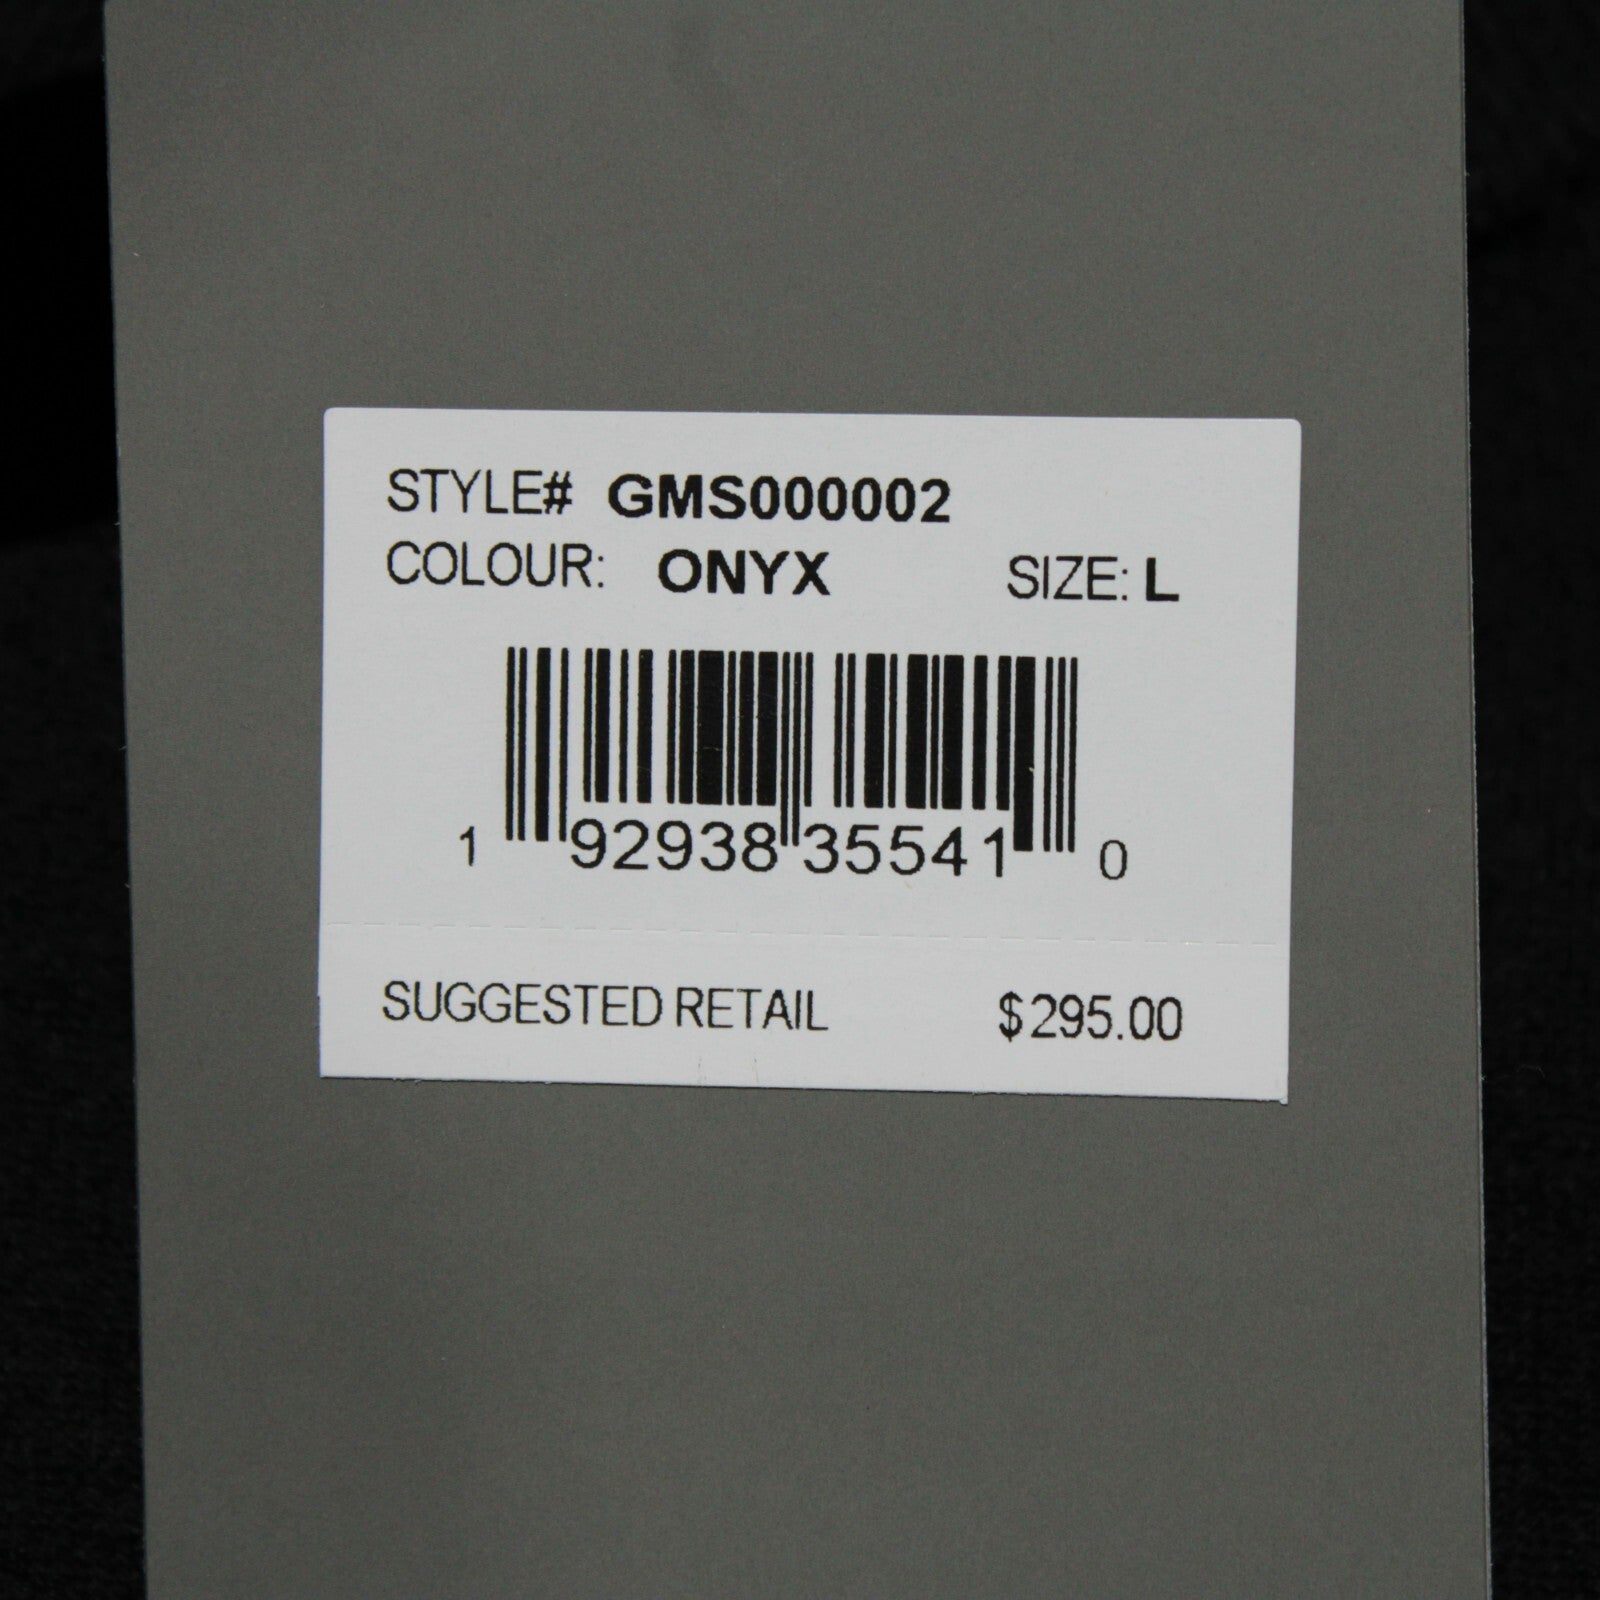 STYLE# GMS000002
COLOUR: ONYX SIZE: L
1 92938 35541 0
SUGGESTED RETAIL $295.00